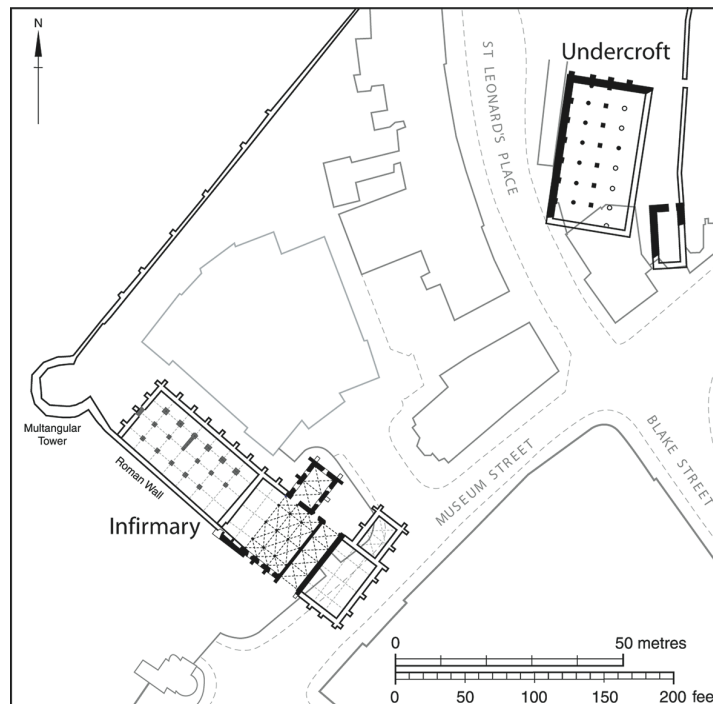 N
Undercroft
ST LEONARD'S PLACE
Multangular
Tower
Roman Wall
Infirmary
MUSEUM STREET
BLAKE STREET
0 50 metres
0 50 100 150 200 fee